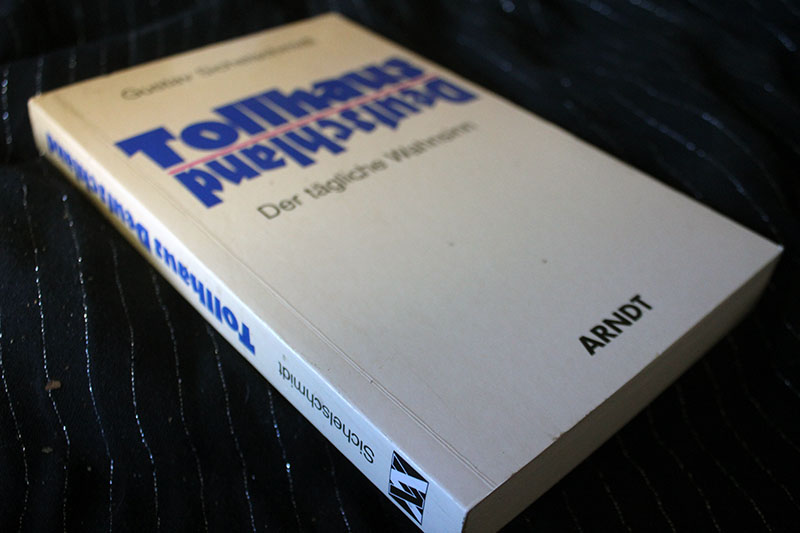 Gustav Sichelschmidt
Tollhaus
Deutschland
Der tägliche Wahnsinn
ARNDT
Tollhaus Deutschland
Sichelschmidt